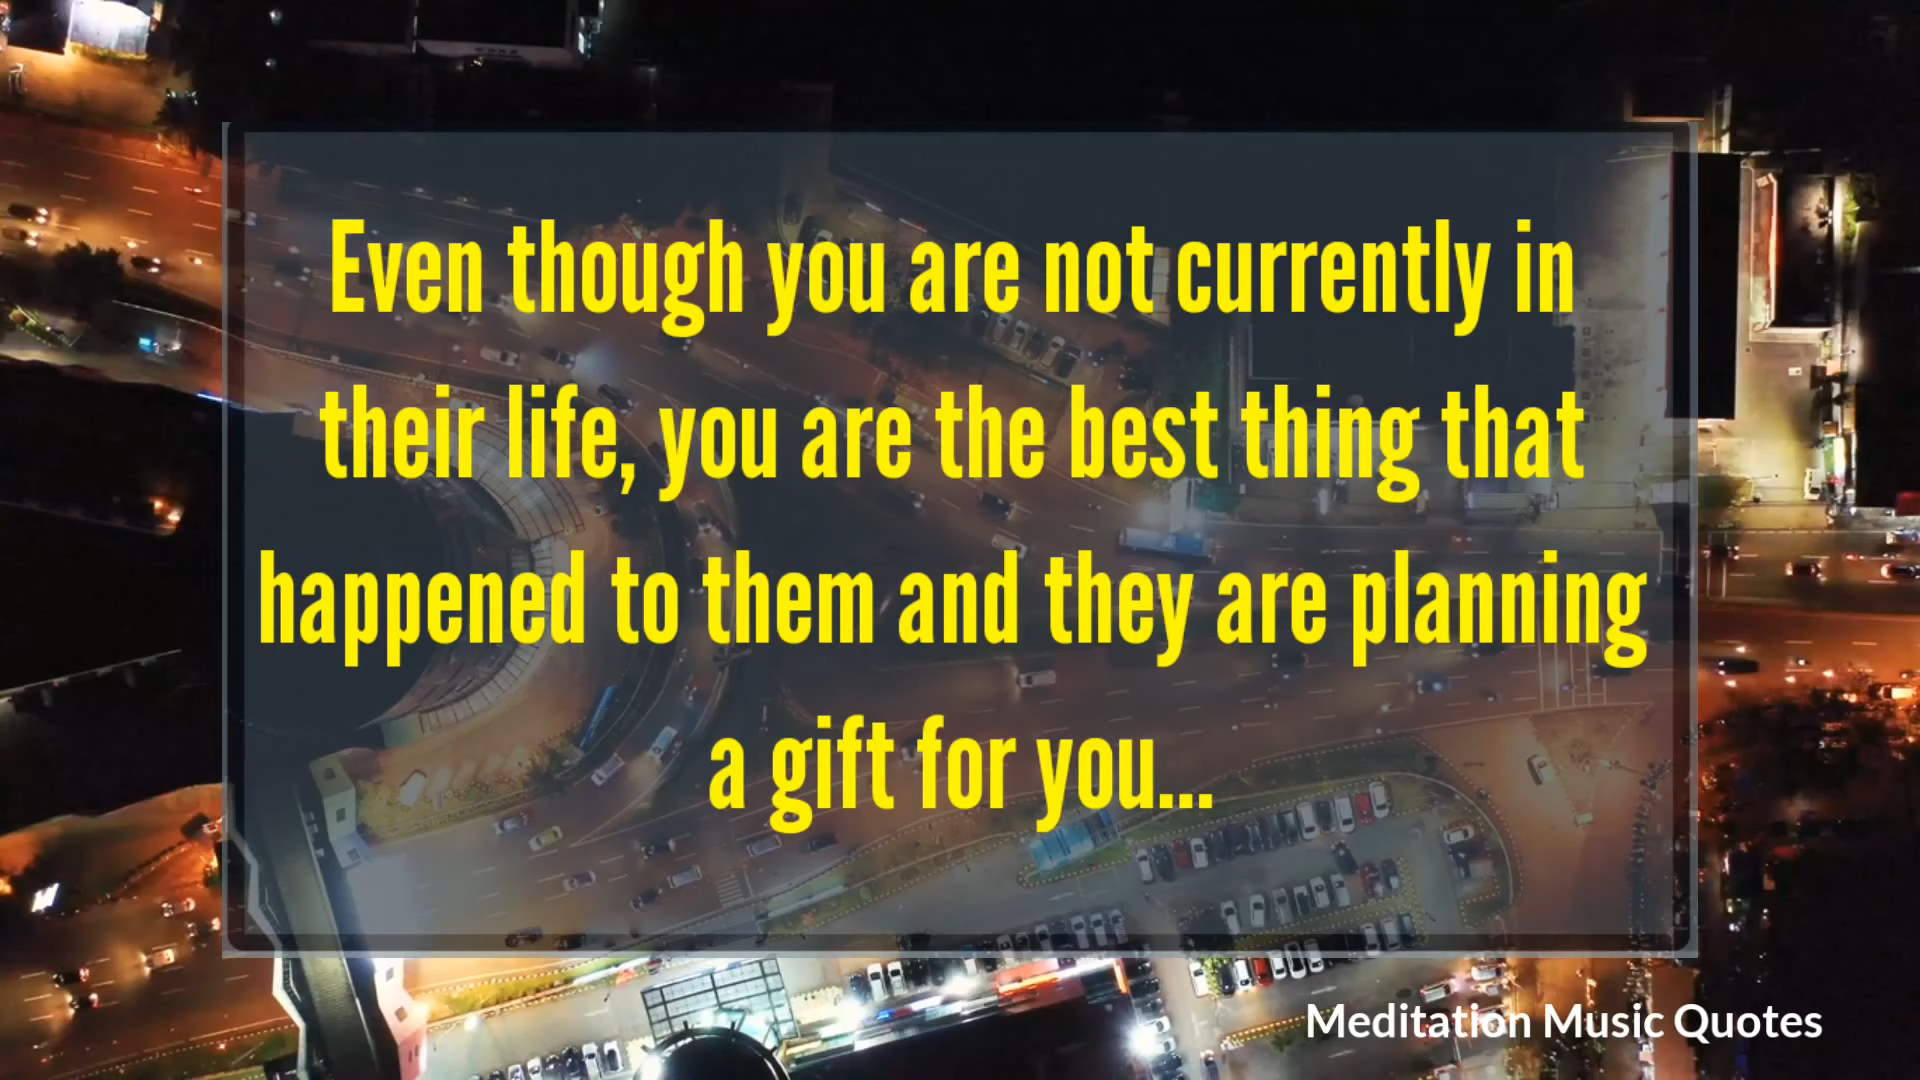 Even though you are not currently in
their life, you are the best thing that
happened to them and they are planning
a gift for you...
Meditation Music Quotes